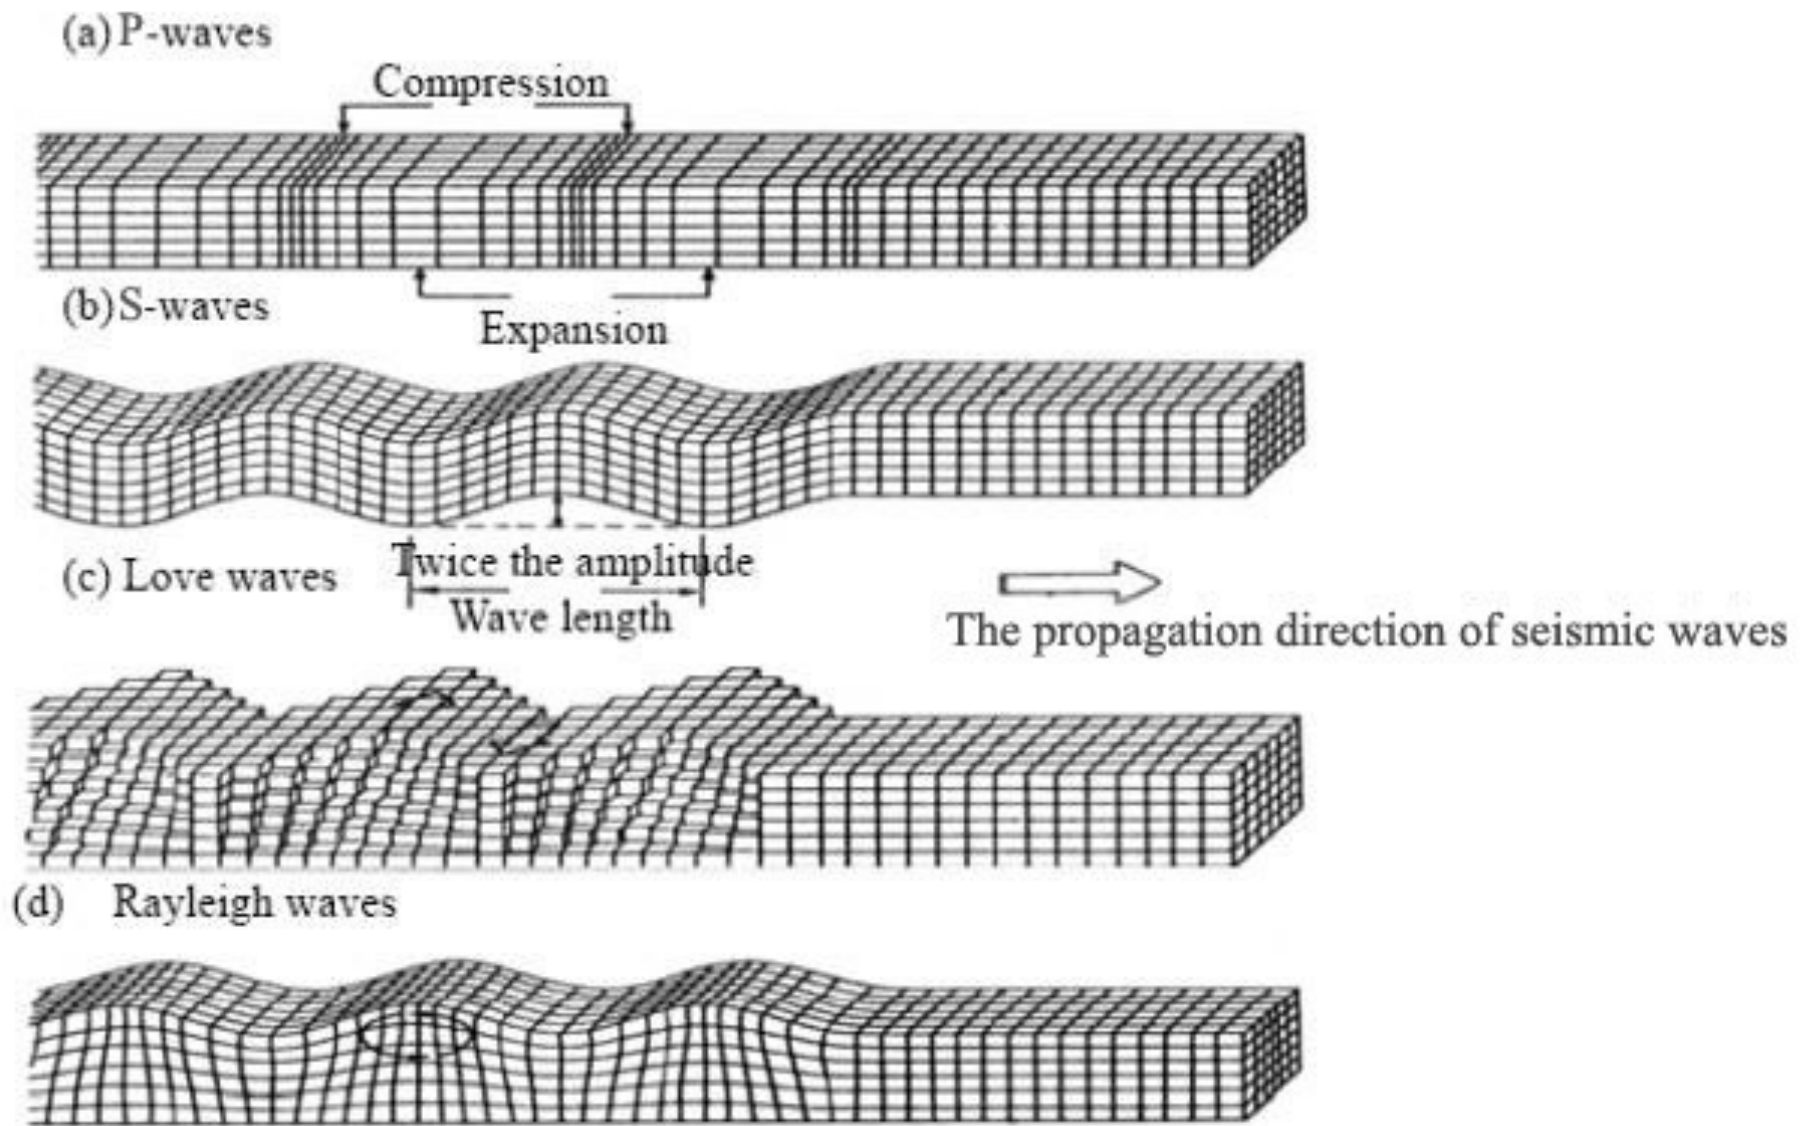 (a) P-waves
Compression
(b) S-waves
Expansion
(c) Love waves
Twice the amplitude
Wave length
The propagation direction of seismic waves
(d) Rayleigh waves